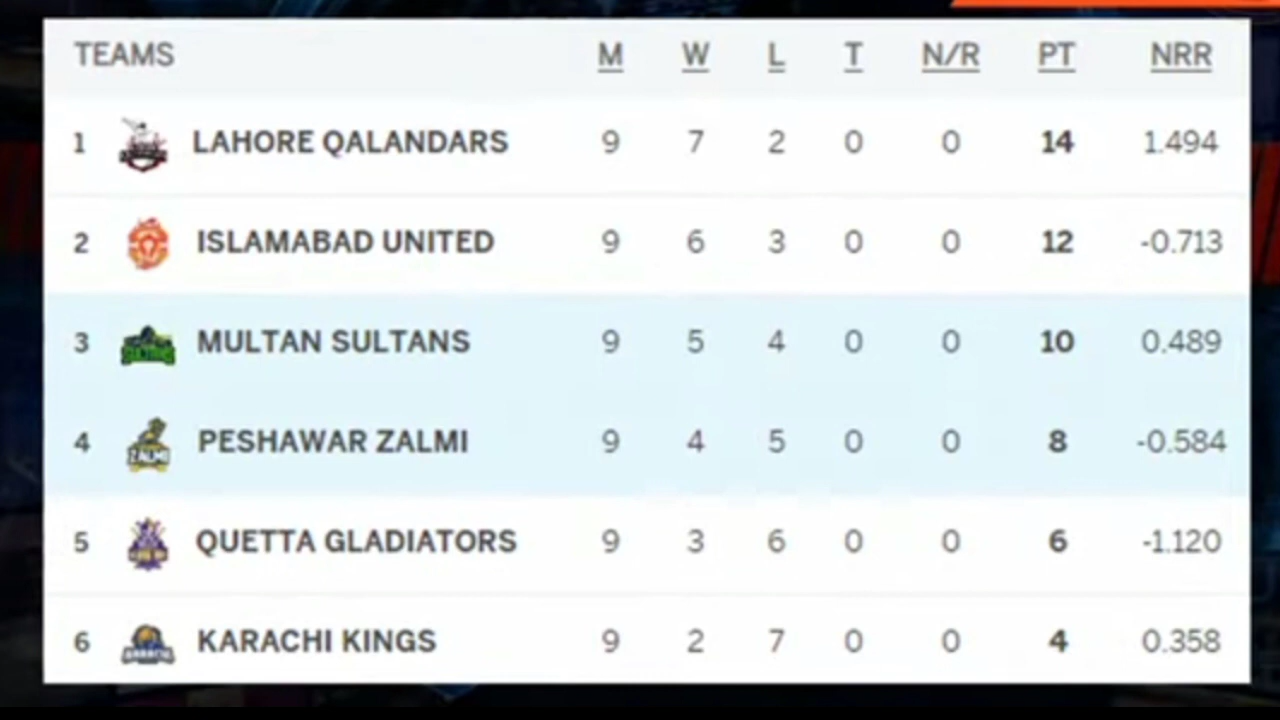 TEAMS M W L T N/R PT NRR
1 LAHORE QALANDARS 9 7 2 0 0 14 1.494
2 ISLAMABAD UNITED 9 6 3 0 0 12 -0.713
3 MULTAN SULTANS 9 5 4 0 0 10 0.489
4 ZALMI PESHAWAR ZALMI 9 4 5 0 0 8 -0.584
5 QUETTA GLADIATORS 9 3 6 0 0 6 -1.120
6 KARACHI KINGS 9 2 7 0 0 4 0.358